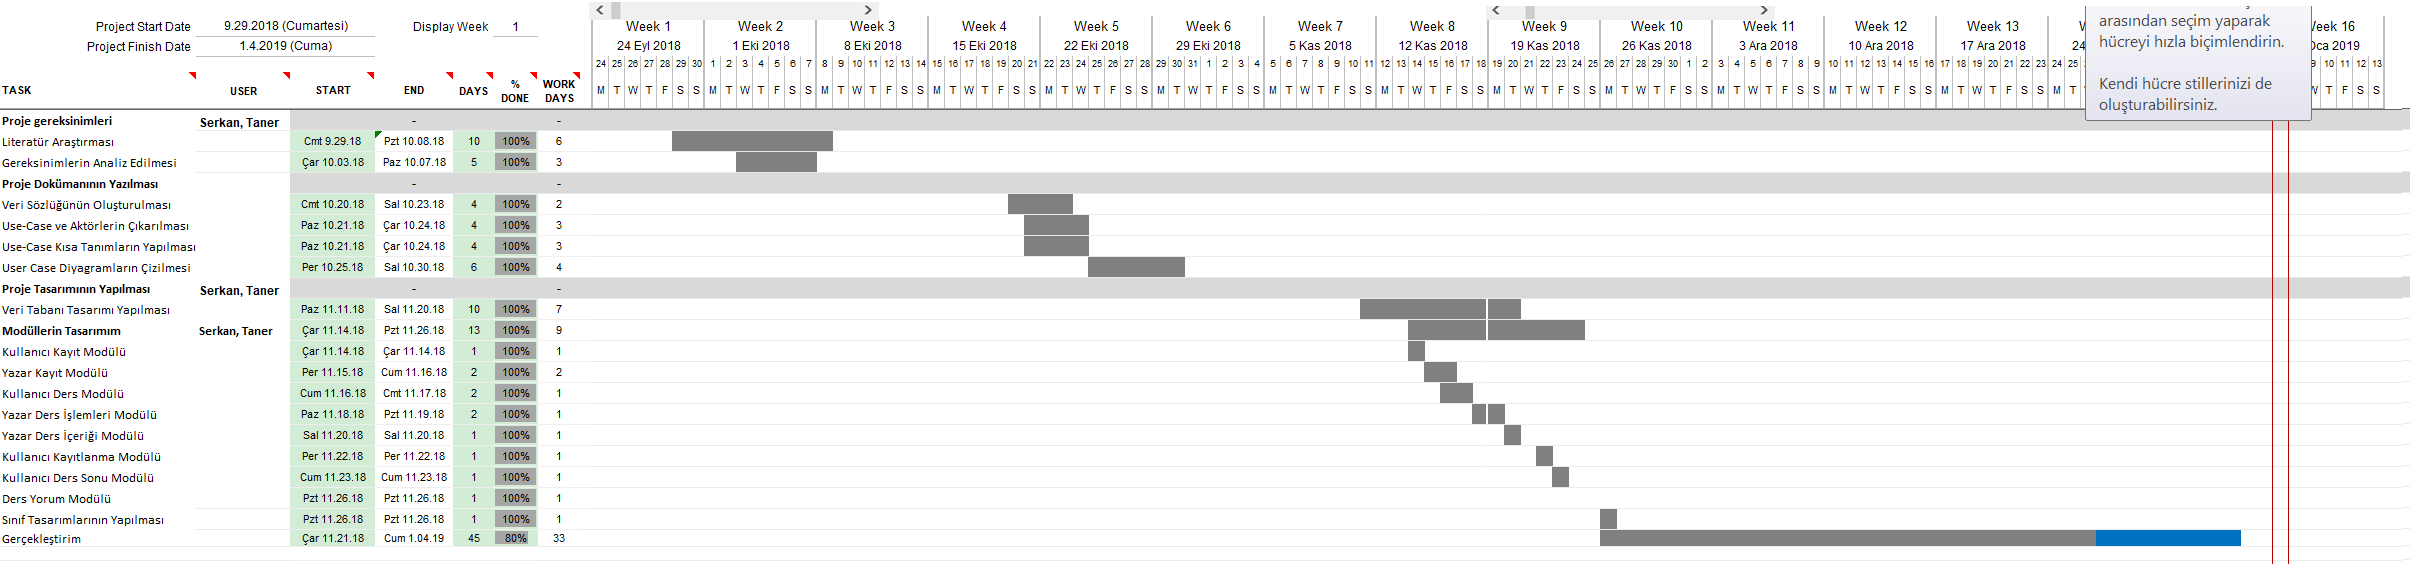 Project Start Date 9.29.2018 (Cumartesi) Display Week 1
Project Finish Date 1.4.2019 (Cuma)
Week 1 Week 2 Week 3 Week 4 Week 5 Week 6 Week 7 Week 8 Week 9 Week 10 Week 11 Week 12 Week 13 eek 16
24 Eyl 2018 1 Eki 2018 8 Eki 2018 15 Eki 2018 22 Eki 2018 29 Eki 2018 5 Kas 2018 12 Kas 2018 19 Kas 2018 26 Kas 2018 3 Ara 2018 10 Ara 2018 17 Ara 2018 24 Oca 2019
24 25 26 27 28 29 30 1 2 3 4 5 6 7 8 9 10 11 12 13 14 15 16 17 18 19 20 21 22 23 24 25 26 27 28 29 30 31 1 2 3 4 5 6 7 8 9 10 11 12 13 14 15 16 17 18 19 20 21 22 23 24 25 26 27 28 29 30 1 2 3 4 5 6 7 8 9 10 11 12 13 14 15 16 17 18 19 20 21 22 23 24 25 9 10 11 12 13
TASK USER START END DAYS % DONE WORK DAYS
M T W T F S S M T W T F S S M T W T F S S M T W T F S S M T W T F S S M T W T F S S M T W T F S S M T W T F S S M T W T F S S M T W T F S S M T W T F S S M T W T F S S M T W T F S S M T W T F S S
arasından seçim yaparak
hücreyi hızla biçimlendirin.
Kendi hücre stillerinizi de
oluşturabilirsiniz.
Proje gereksinimleri Serkan, Taner - -
Literatür Araştırması Cmt 9.29.18 Pzt 10.08.18 10 100% 6
Gereksinimlerin Analiz Edilmesi Çar 10.03.18 Paz 10.07.18 5 100% 3
Proje Dokümanının Yazılması - -
Veri Sözlüğünün Oluşturulması Cmt 10.20.18 Sal 10.23.18 4 100% 2
Use-Case ve Aktörlerin Çıkarılması Paz 10.21.18 Çar 10.24.18 4 100% 3
Use-Case Kısa Tanımların Yapılması Paz 10.21.18 Çar 10.24.18 4 100% 3
User Case Diyagramların Çizilmesi Per 10.25.18 Sal 10.30.18 6 100% 4
Proje Tasarımının Yapılması Serkan, Taner - -
Veri Tabanı Tasarımı Yapılması Paz 11.11.18 Sal 11.20.18 10 100% 7
Modüllerin Tasarımım Serkan, Taner Çar 11.14.18 Pzt 11.26.18 13 100% 9
Kullanıcı Kayıt Modülü Çar 11.14.18 Çar 11.14.18 1 100% 1
Yazar Kayıt Modülü Per 11.15.18 Cum 11.16.18 2 100% 2
Kullanıcı Ders Modülü Cum 11.16.18 Cmt 11.17.18 2 100% 1
Yazar Ders İşlemleri Modülü Paz 11.18.18 Pzt 11.19.18 2 100% 1
Yazar Ders İçeriği Modülü Sal 11.20.18 Sal 11.20.18 1 100% 1
Kullanıcı Kayıtlanma Modülü Per 11.22.18 Per 11.22.18 1 100% 1
Kullanıcı Ders Sonu Modülü Cum 11.23.18 Cum 11.23.18 1 100% 1
Ders Yorum Modülü Pzt 11.26.18 Pzt 11.26.18 1 100% 1
Sınıf Tasarımlarının Yapılması Pzt 11.26.18 Pzt 11.26.18 1 100% 1
Gerçekleştirim Çar 11.21.18 Cum 1.04.19 45 80% 33